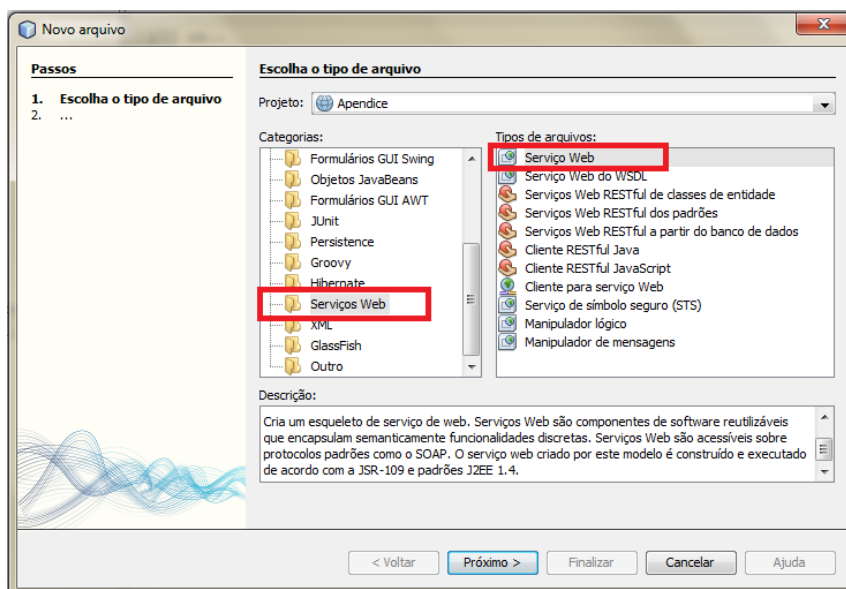 Novo arquivo
Passos
1. Escolha o tipo de arquivo
2. ...
Escolha o tipo de arquivo
Projeto: Apendice
Categorias:
Formulários GUI Swing
Objetos JavaBeans
Formulários GUI AWT
JUnit
Persistence
Groovy
Hibernate
Serviços Web
XML
GlassFish
Outro
Tipos de arquivos:
Serviço Web
Serviço Web do WSDL
Serviços Web RESTful de classes de entidade
Serviços Web RESTful dos padrões
Serviços Web RESTful a partir do banco de dados
Cliente RESTful Java
Cliente RESTful JavaScript
Cliente para serviço Web
Serviço de símbolo seguro (STS)
Manipulador lógico
Manipulador de mensagens
Descrição:
Cria um esqueleto de serviço de web. Serviços Web são componentes de software reutilizáveis
que encapsulam semanticamente funcionalidades discretas. Serviços Web são acessíveis sobre
protocolos padrões como o SOAP. O serviço web criado por este modelo é construído e executado
de acordo com a JSR-109 e padrões J2EE 1.4.
< Voltar
Próximo >
Finalizar
Cancelar
Ajuda